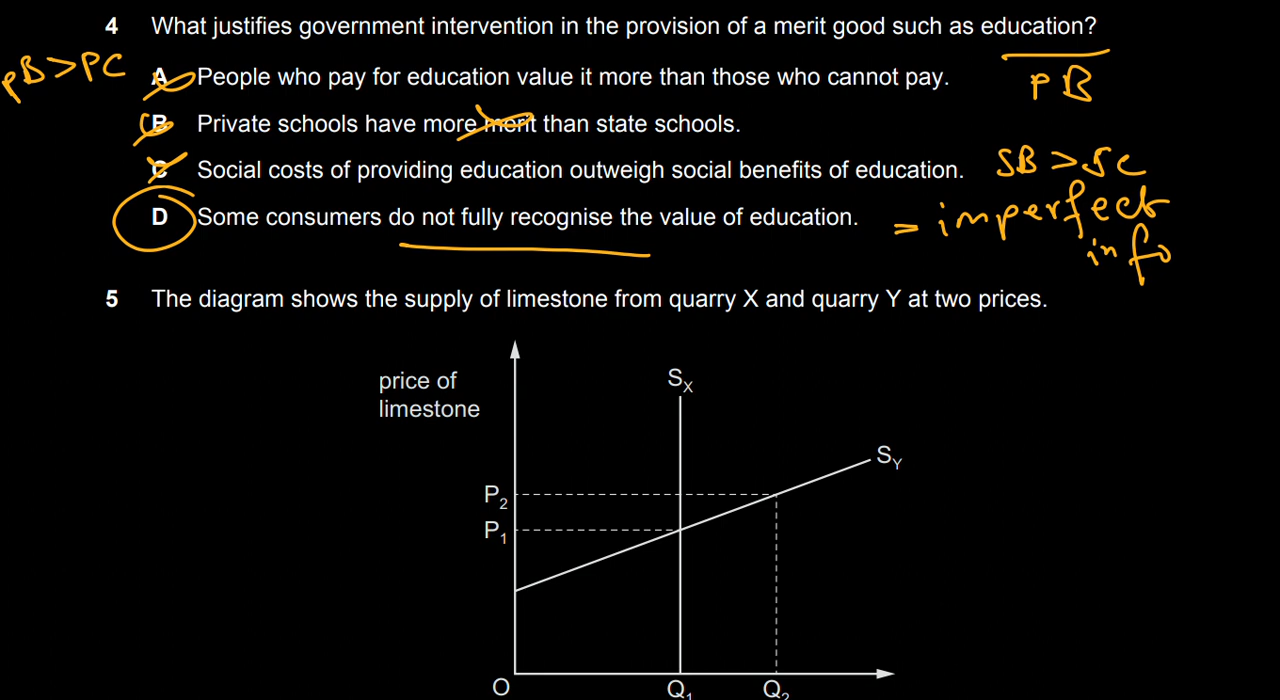 4 What justifies government intervention in the provision of a merit good such as education?
PB > PC
A People who pay for education value it more than those who cannot pay.
PB
B Private schools have more merit than state schools.
C Social costs of providing education outweigh social benefits of education.
SB > SC
D Some consumers do not fully recognise the value of education.
= imperfect
info
5 The diagram shows the supply of limestone from quarry X and quarry Y at two prices.
price of
limestone
SX
SY
P2
P1
O
Q1
Q2